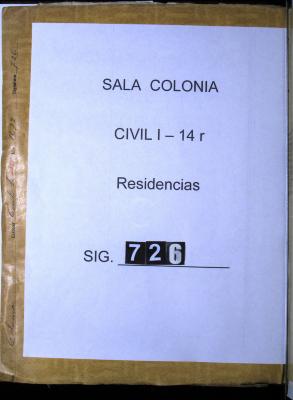 SALA COLONIA
CIVIL I – 14 r
Residencias
SIG. 726